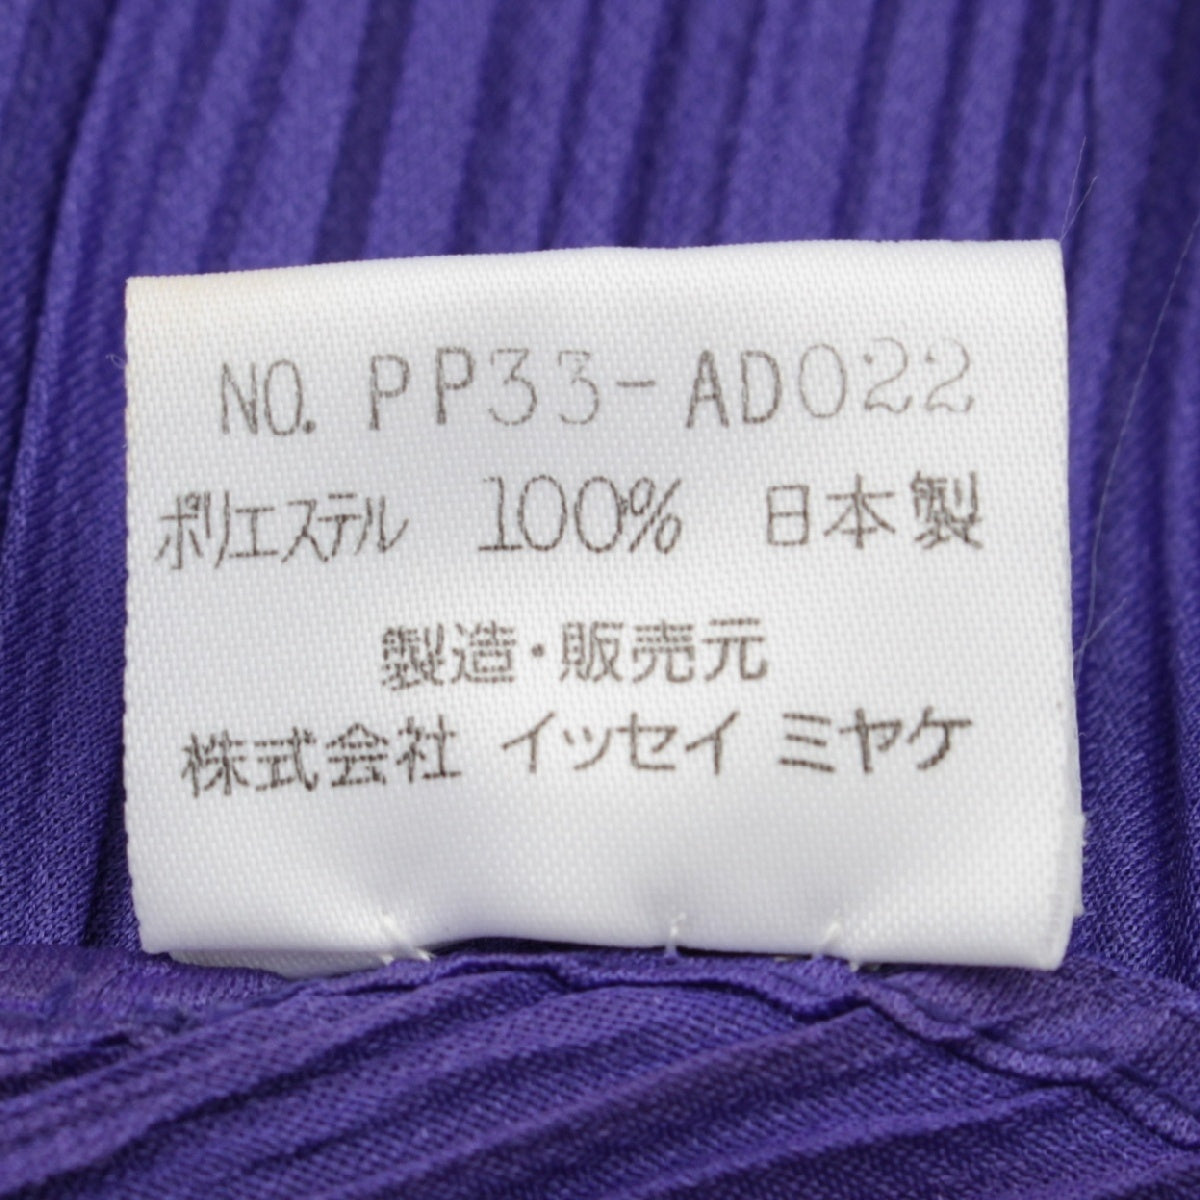 NO. PP33-AD022
ポリエステル 100% 日本製
製造・販売元
株式会社 イッセイ ミヤケ